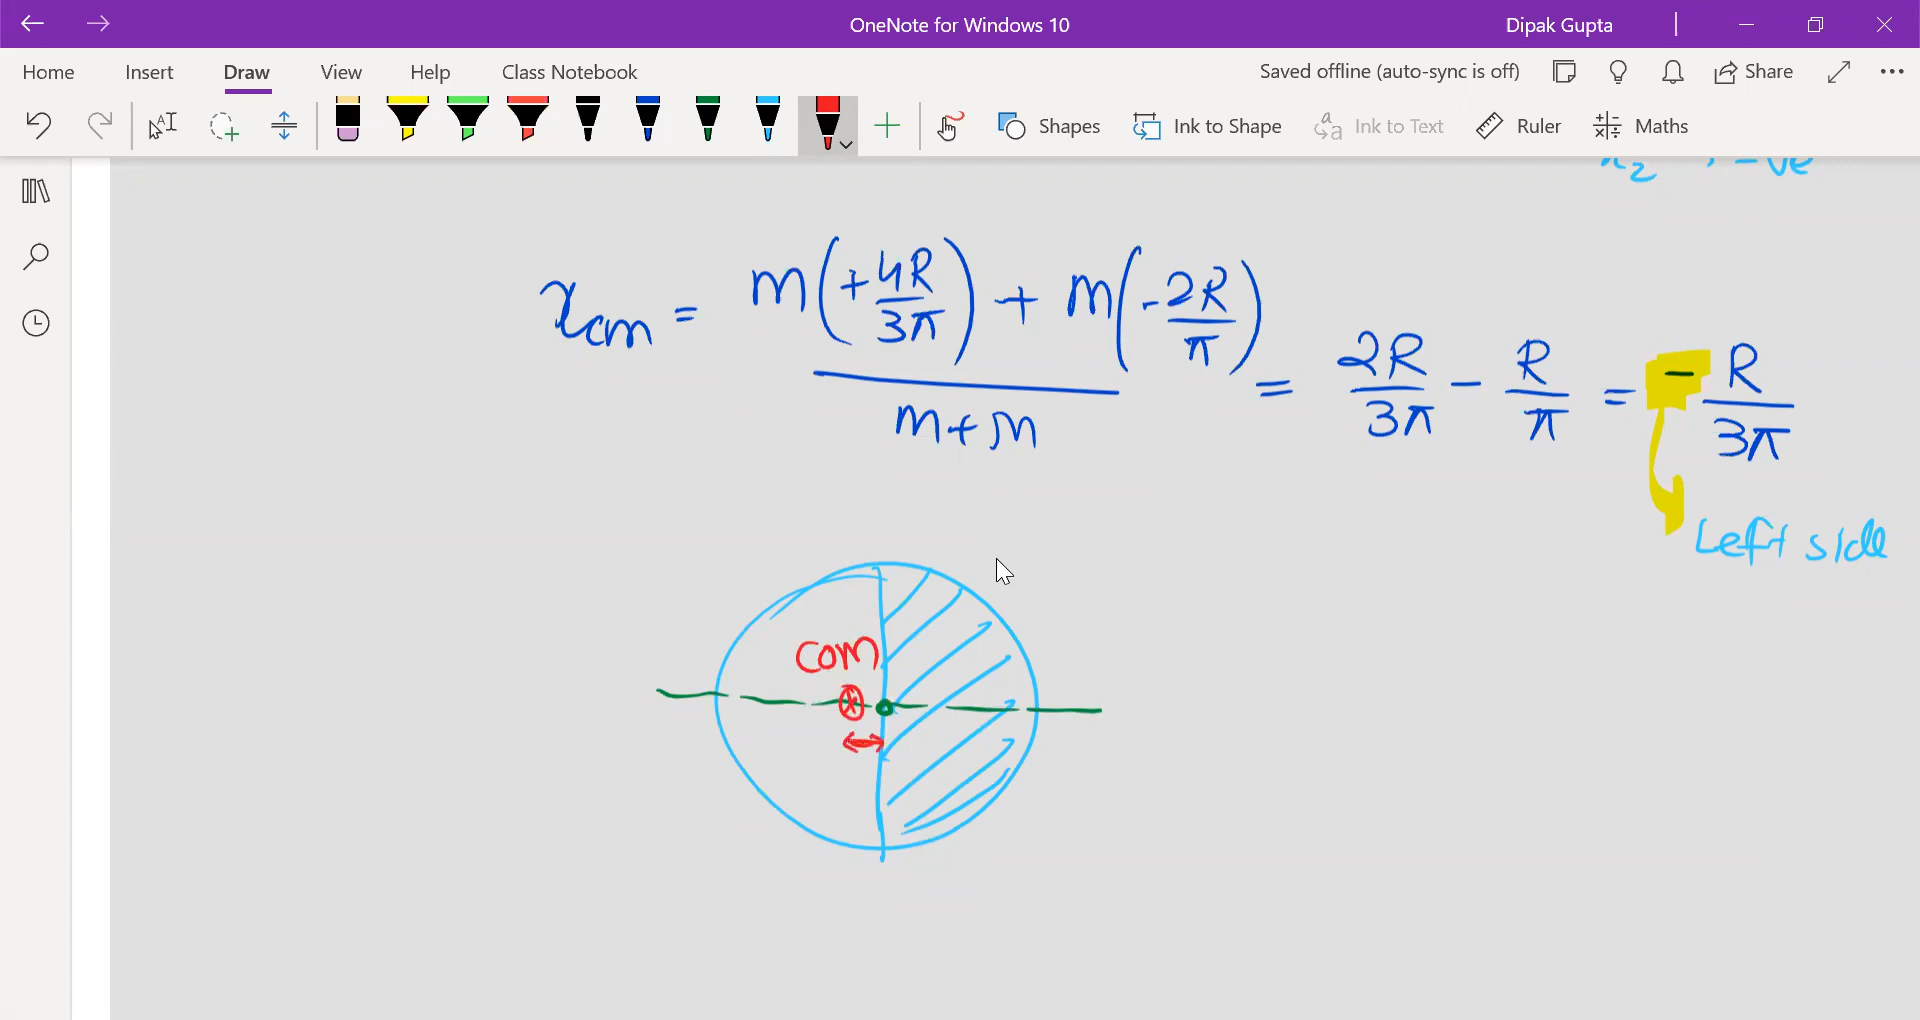 OneNote for Windows 10 Dipak Gupta
Home Insert Draw View Help Class Notebook Saved offline (auto-sync is off) Share
Shapes Ink to Shape Ink to Text Ruler Maths
x₂ -ve
x_cm = (m(+4R/3π) + m(-2R/π)) / (m+m) = 2R/3π - R/π = - R/3π
Left side
COM